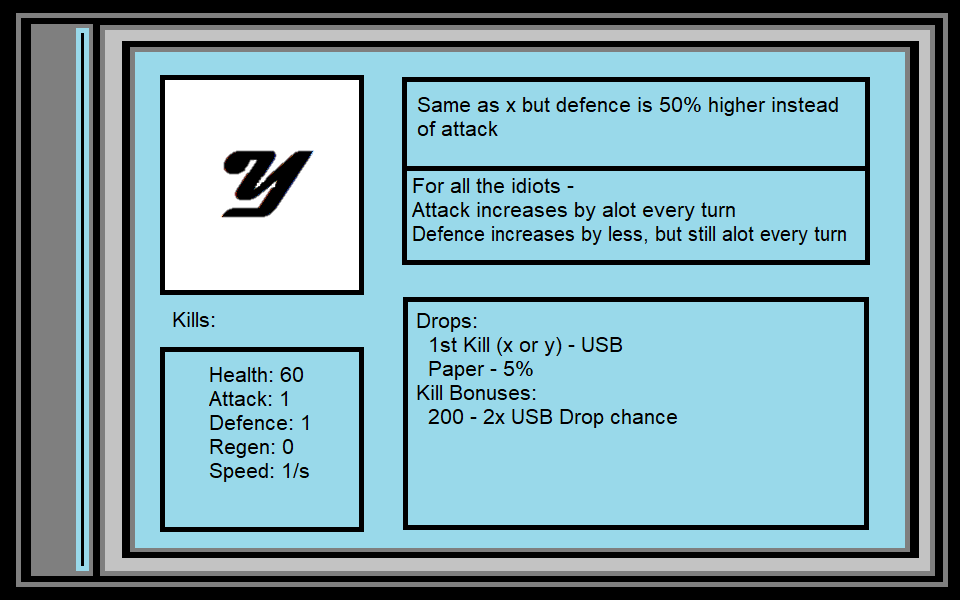 y
Same as x but defence is 50% higher instead
of attack
For all the idiots -
Attack increases by alot every turn
Defence increases by less, but still alot every turn
Kills:
Health: 60
Attack: 1
Defence: 1
Regen: 0
Speed: 1/s
Drops:
1st Kill (x or y) - USB
Paper - 5%
Kill Bonuses:
200 - 2x USB Drop chance